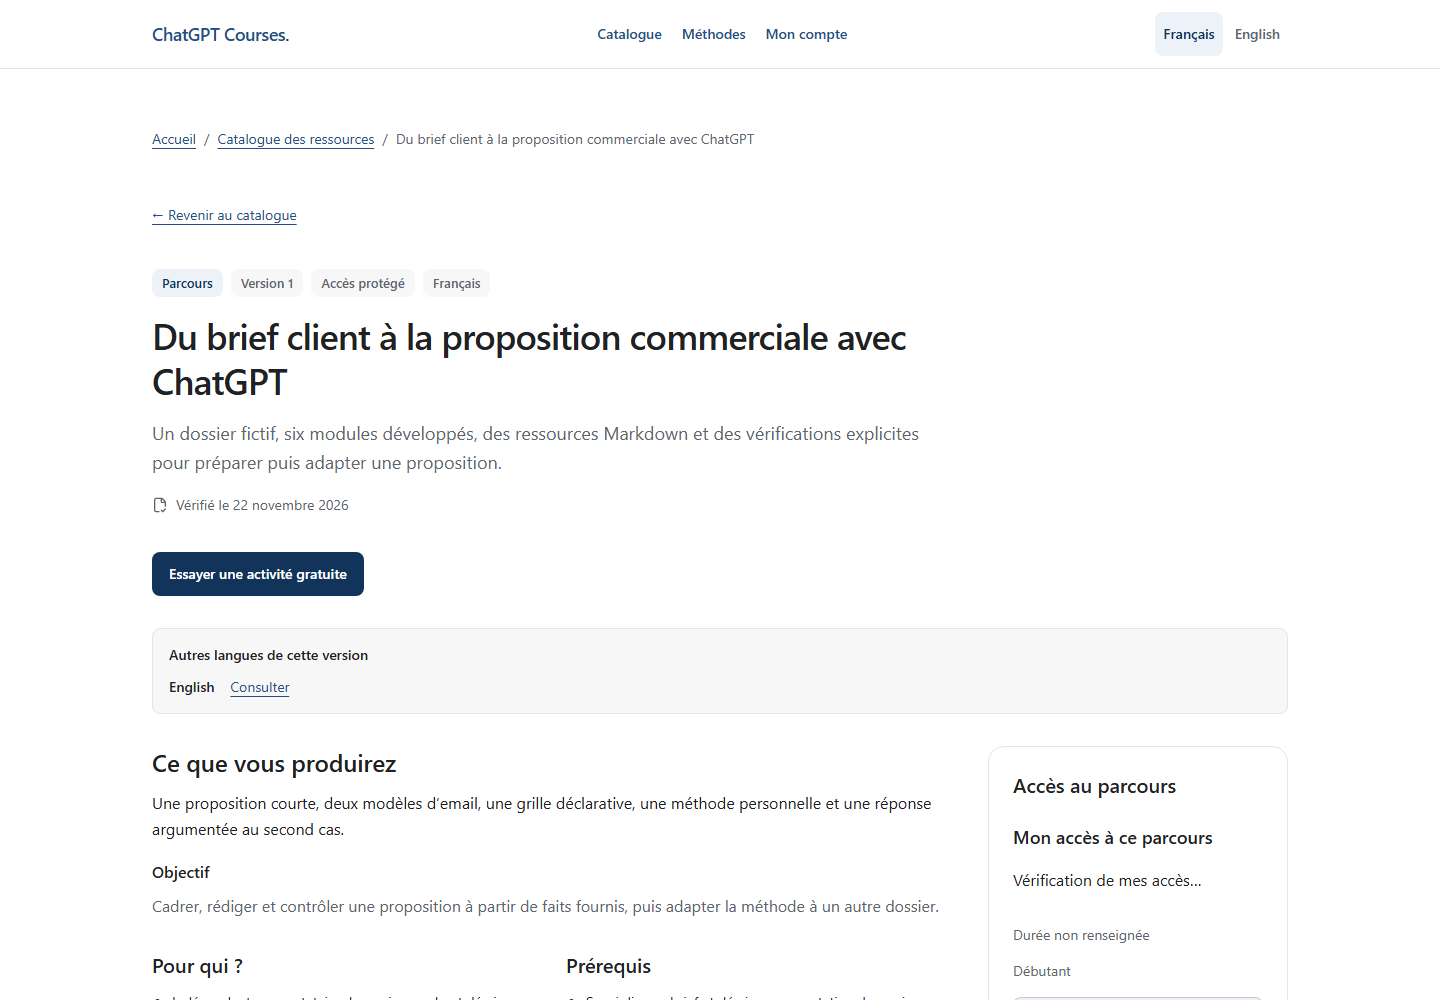 ChatGPT Courses.
Catalogue Méthodes Mon compte
Français English
Accueil / Catalogue des ressources / Du brief client à la proposition commerciale avec ChatGPT
← Revenir au catalogue
Parcours Version 1 Accès protégé Français
Du brief client à la proposition commerciale avec
ChatGPT
Un dossier fictif, six modules développés, des ressources Markdown et des vérifications explicites
pour préparer puis adapter une proposition.
Vérifié le 22 novembre 2026
Essayer une activité gratuite
Autres langues de cette version
English Consulter
Ce que vous produirez
Une proposition courte, deux modèles d’email, une grille déclarative, une méthode personnelle et une réponse
argumentée au second cas.
Objectif
Cadrer, rédiger et contrôler une proposition à partir de faits fournis, puis adapter la méthode à un autre dossier.
Pour qui ?
Prérequis
Accès au parcours
Mon accès à ce parcours
Vérification de mes accès…
Durée non renseignée
Débutant